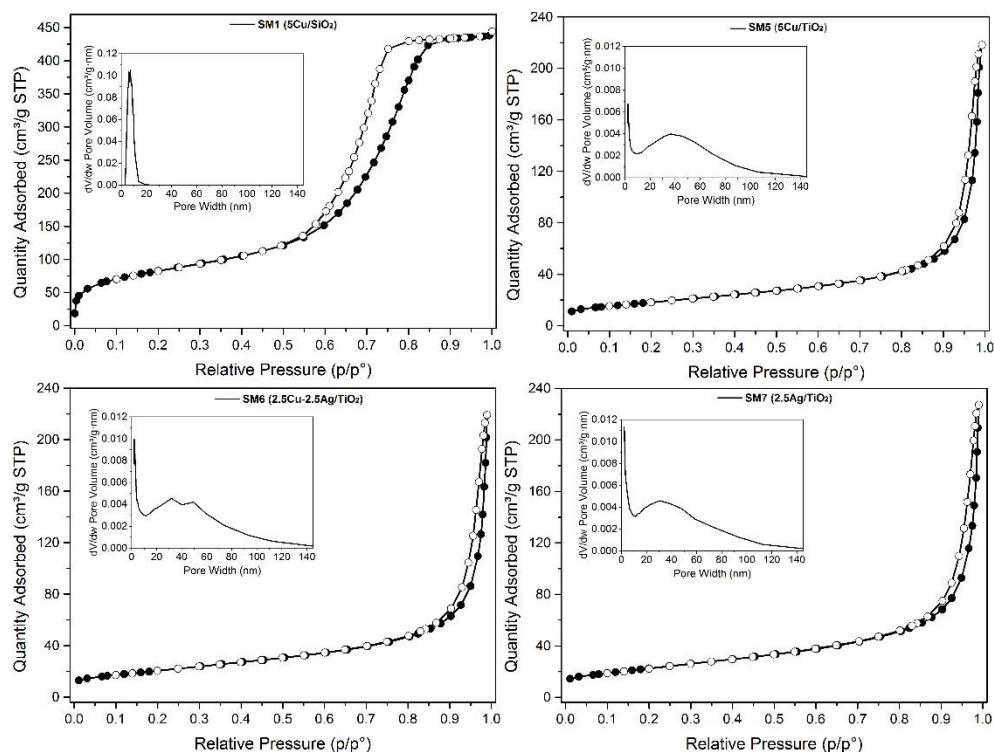 SM1 (5Cu/SiO₂)
450
400
350
300
250
200
150
100
50
0
Quantity Adsorbed (cm³/g STP)
0.12
0.10
0.08
0.06
0.04
0.02
0.00
dV/dw Pore Volume (cm³/g·nm)
0 20 40 60 80 100 120 140
Pore Width (nm)
0.0 0.1 0.2 0.3 0.4 0.5 0.6 0.7 0.8 0.9 1.0
Relative Pressure (p/p°)
SM5 (5Cu/TiO₂)
240
200
160
120
80
40
0
Quantity Adsorbed (cm³/g STP)
0.012
0.010
0.008
0.006
0.004
0.002
0.000
dV/dw Pore Volume (cm³/g·nm)
0 20 40 60 80 100 120 140
Pore Width (nm)
0.0 0.1 0.2 0.3 0.4 0.5 0.6 0.7 0.8 0.9 1.0
Relative Pressure (p/p°)
SM6 (2.5Cu-2.5Ag/TiO₂)
240
200
160
120
80
40
0
Quantity Adsorbed (cm³/g STP)
0.012
0.010
0.008
0.006
0.004
0.002
0.000
dV/dw Pore Volume (cm³/g·nm)
0 20 40 60 80 100 120 140
Pore Width (nm)
0.0 0.1 0.2 0.3 0.4 0.5 0.6 0.7 0.8 0.9 1.0
Relative Pressure (p/p°)
SM7 (2.5Ag/TiO₂)
240
200
160
120
80
40
0
Quantity Adsorbed (cm³/g STP)
0.012
0.010
0.008
0.006
0.004
0.002
0.000
dV/dw Pore Volume (cm³/g·nm)
0 20 40 60 80 100 120 140
Pore Width (nm)
0.0 0.1 0.2 0.3 0.4 0.5 0.6 0.7 0.8 0.9 1.0
Relative Pressure (p/p°)